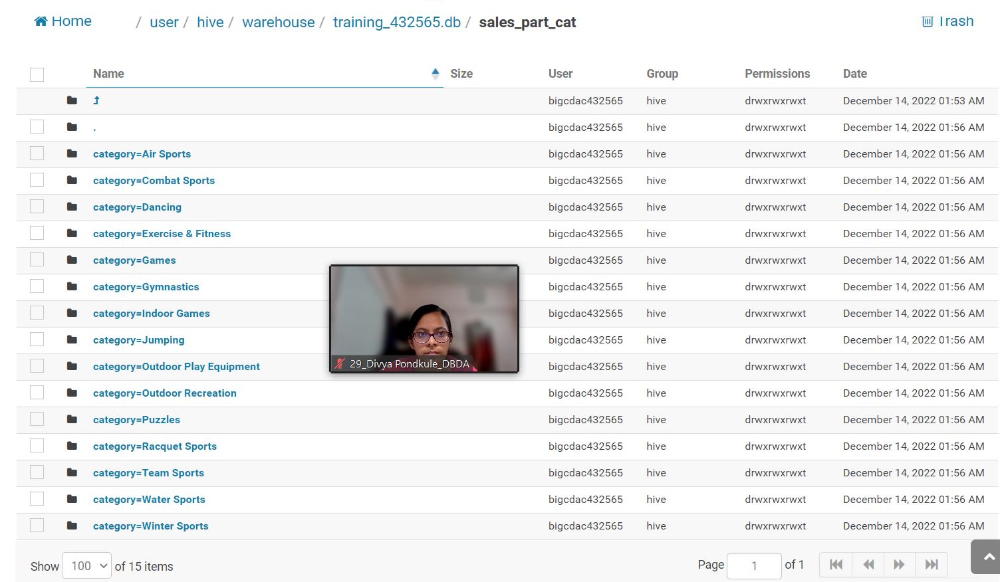 Home / user / hive / warehouse / training_432565.db / sales_part_cat Trash
Name Size User Group Permissions Date
bigcdac432565 hive drwxrwxrwxt December 14, 2022 01:53 AM
. bigcdac432565 hive drwxrwxrwxt December 14, 2022 01:56 AM
category=Air Sports bigcdac432565 hive drwxrwxrwxt December 14, 2022 01:56 AM
category=Combat Sports bigcdac432565 hive drwxrwxrwxt December 14, 2022 01:56 AM
category=Dancing bigcdac432565 hive drwxrwxrwxt December 14, 2022 01:56 AM
category=Exercise & Fitness bigcdac432565 hive drwxrwxrwxt December 14, 2022 01:56 AM
category=Games bigcdac432565 hive drwxrwxrwxt December 14, 2022 01:56 AM
category=Gymnastics bigcdac432565 hive drwxrwxrwxt December 14, 2022 01:56 AM
category=Indoor Games bigcdac432565 hive drwxrwxrwxt December 14, 2022 01:56 AM
category=Jumping bigcdac432565 hive drwxrwxrwxt December 14, 2022 01:56 AM
category=Outdoor Play Equipment bigcdac432565 hive drwxrwxrwxt December 14, 2022 01:56 AM
29_Divya Pondkule_DBDA
category=Outdoor Recreation bigcdac432565 hive drwxrwxrwxt December 14, 2022 01:56 AM
category=Puzzles bigcdac432565 hive drwxrwxrwxt December 14, 2022 01:56 AM
category=Racquet Sports bigcdac432565 hive drwxrwxrwxt December 14, 2022 01:56 AM
category=Team Sports bigcdac432565 hive drwxrwxrwxt December 14, 2022 01:56 AM
category=Water Sports bigcdac432565 hive drwxrwxrwxt December 14, 2022 01:56 AM
category=Winter Sports bigcdac432565 hive drwxrwxrwxt December 14, 2022 01:56 AM
Show 100 of 15 items Page 1 of 1